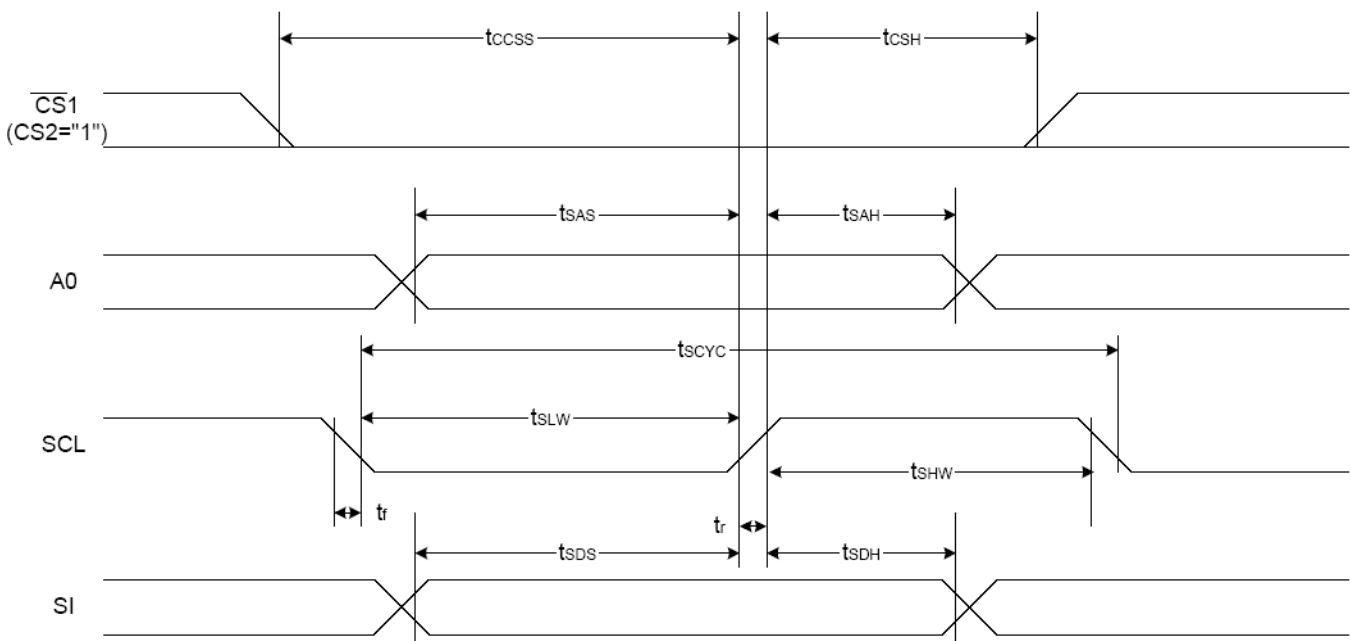 tCCSS tCSH
CS1
(CS2="1")
tSAS tSAH
A0
tSCYC
tSLW
SCL
tSHW
tf tr
tSDS tSDH
SI